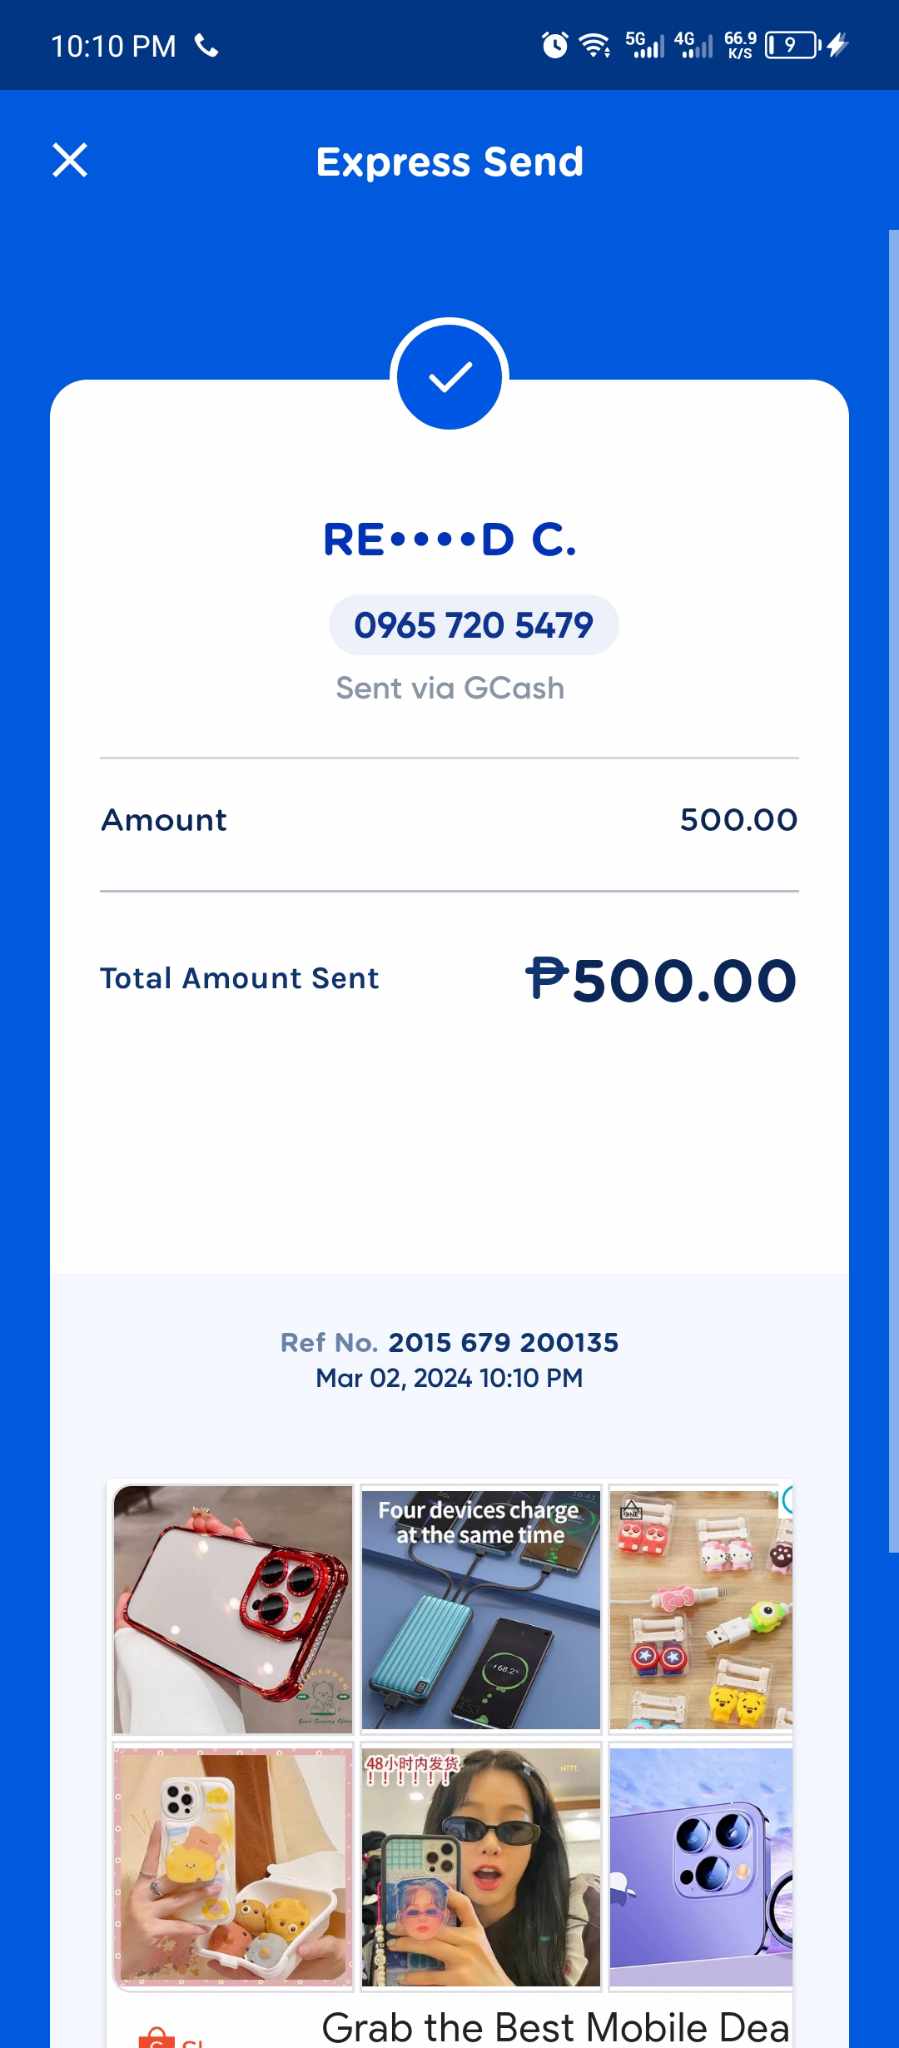 10:10 PM
5G 4G 66.9 K/S 9
Express Send
RE••••D C.
0965 720 5479
Sent via GCash
Amount 500.00
Total Amount Sent ₱500.00
Ref No. 2015 679 200135
Mar 02, 2024 10:10 PM
Four devices charge
at the same time
68.2%
48小时内发货
!!!!!!
Grab the Best Mobile Dea